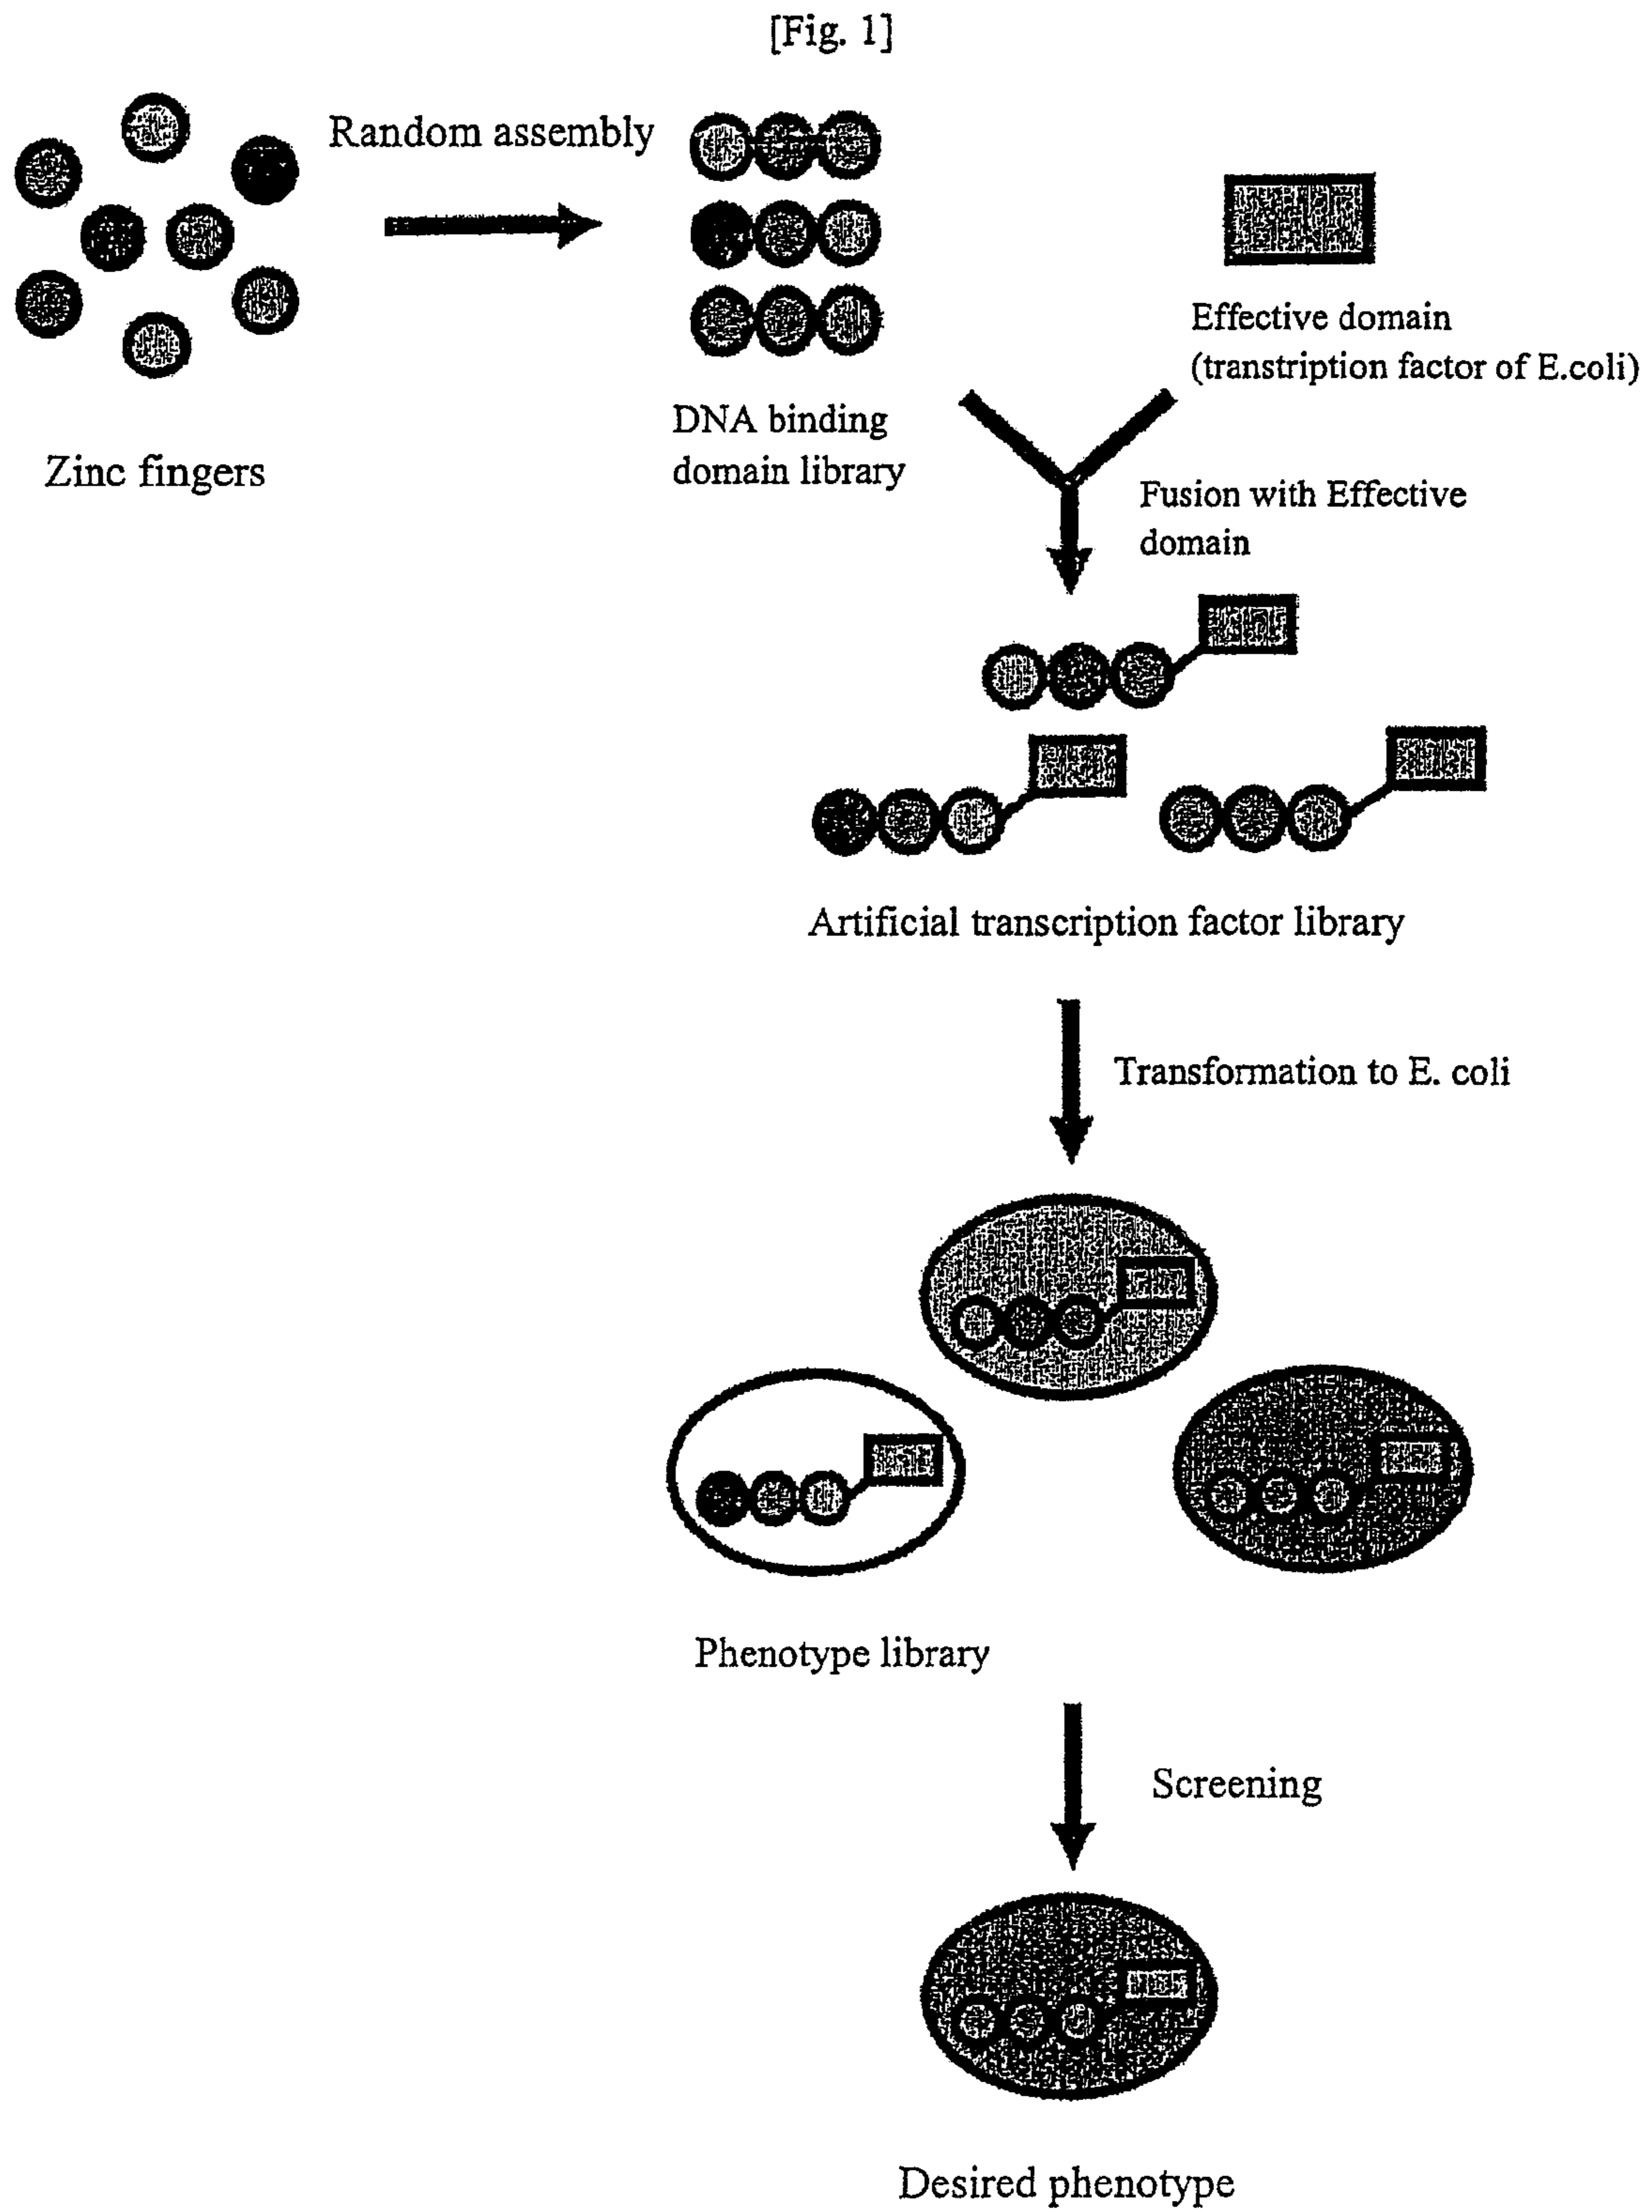 [Fig. 1]
Random assembly
Zinc fingers
DNA binding
domain library
Effective domain
(transtription factor of E.coli)
Fusion with Effective
domain
Artificial transcription factor library
Transformation to E. coli
Phenotype library
Screening
Desired phenotype